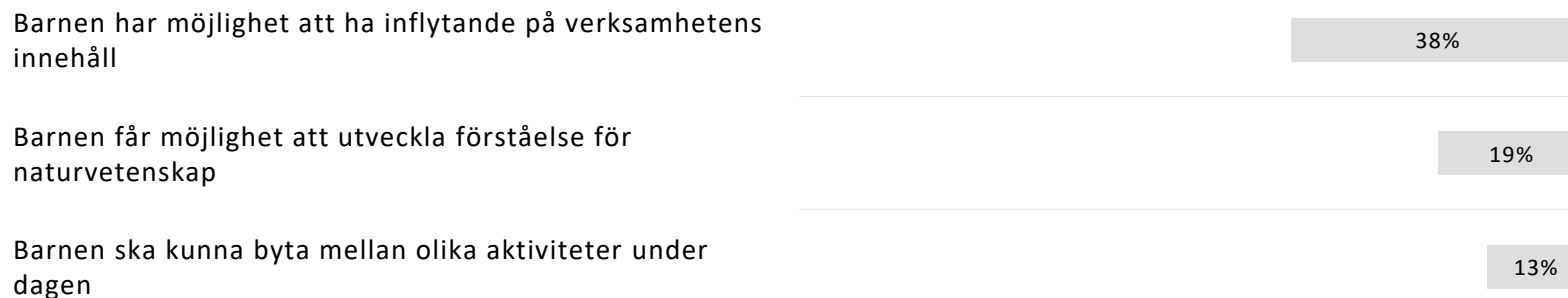 Barnen har möjlighet att ha inflytande på verksamhetens
innehåll
38%
Barnen får möjlighet att utveckla förståelse för
naturvetenskap
19%
Barnen ska kunna byta mellan olika aktiviteter under
dagen
13%